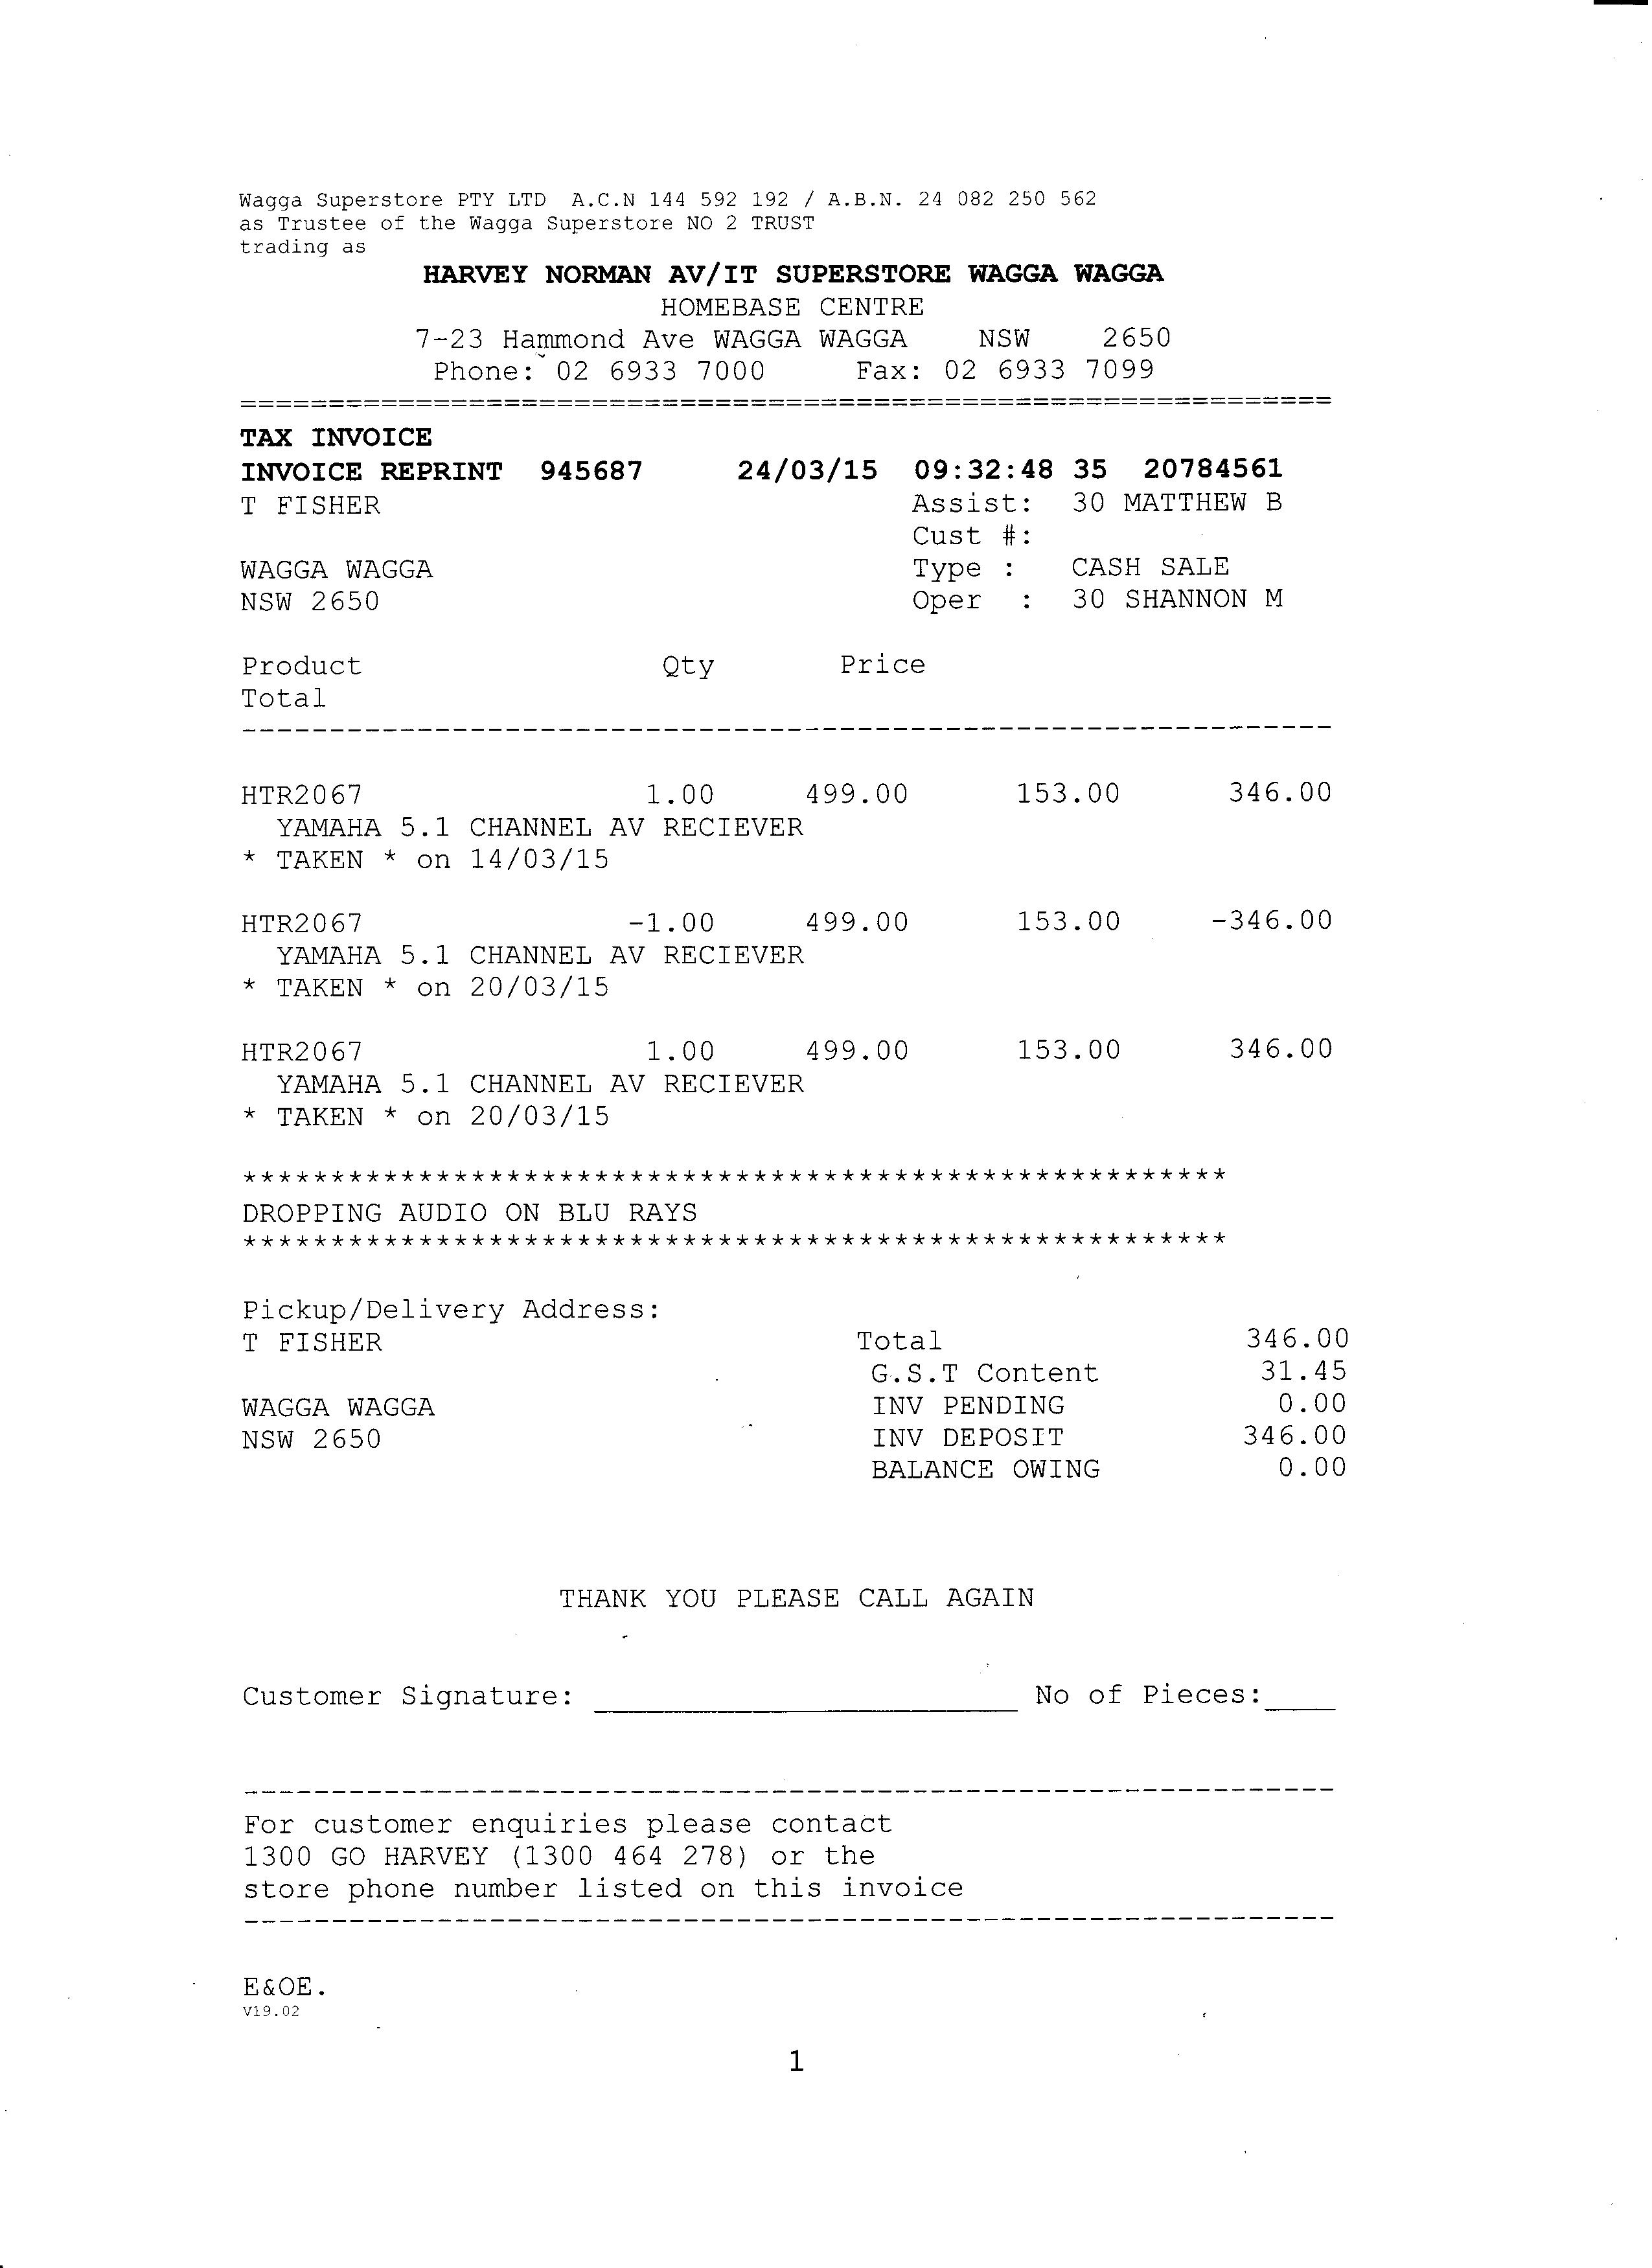 Wagga Superstore PTY LTD A.C.N 144 592 192 / A.B.N. 24 082 250 562
as Trustee of the Wagga Superstore NO 2 TRUST
trading as
HARVEY NORMAN AV/IT SUPERSTORE WAGGA WAGGA
HOMEBASE CENTRE
7-23 Hammond Ave WAGGA WAGGA NSW 2650
Phone: 02 6933 7000 Fax: 02 6933 7099
==============================================================
TAX INVOICE
INVOICE REPRINT 945687 24/03/15 09:32:48 35 20784561
T FISHER Assist: 30 MATTHEW B
Cust #:
WAGGA WAGGA Type : CASH SALE
NSW 2650 Oper : 30 SHANNON M
Product Qty Price
Total
--------------------------------------------------------------
HTR2067 1.00 499.00 153.00 346.00
YAMAHA 5.1 CHANNEL AV RECIEVER
* TAKEN * on 14/03/15
HTR2067 -1.00 499.00 153.00 -346.00
YAMAHA 5.1 CHANNEL AV RECIEVER
* TAKEN * on 20/03/15
HTR2067 1.00 499.00 153.00 346.00
YAMAHA 5.1 CHANNEL AV RECIEVER
* TAKEN * on 20/03/15
********************************************************
DROPPING AUDIO ON BLU RAYS
********************************************************
Pickup/Delivery Address:
T FISHER Total 346.00
G.S.T Content 31.45
WAGGA WAGGA INV PENDING 0.00
NSW 2650 INV DEPOSIT 346.00
BALANCE OWING 0.00
THANK YOU PLEASE CALL AGAIN
Customer Signature: ________________________ No of Pieces:____
--------------------------------------------------------------
For customer enquiries please contact
1300 GO HARVEY (1300 464 278) or the
store phone number listed on this invoice
--------------------------------------------------------------
E&OE.
V19.02
1